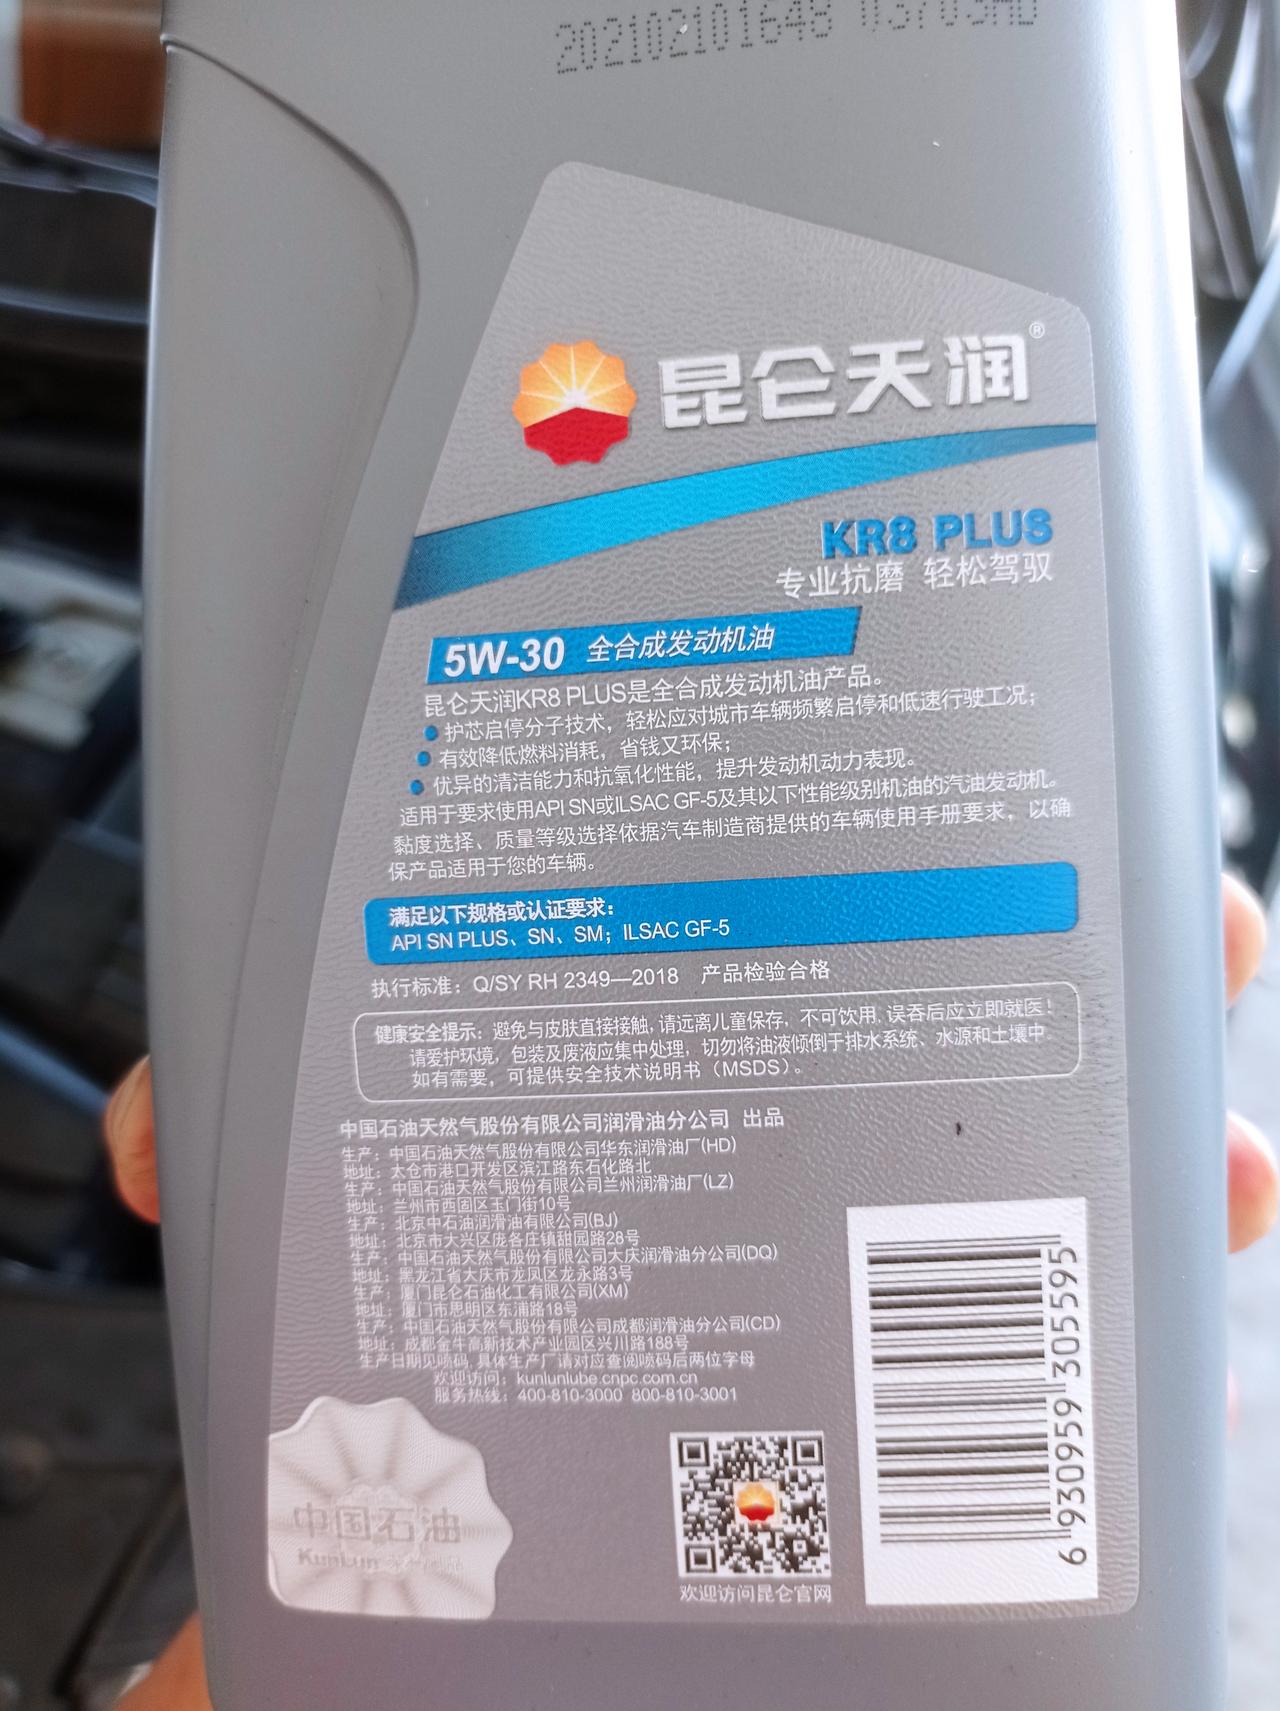 202102101648
昆仑天润®
KR8 PLUS
专业抗磨 轻松驾驭
5W-30 全合成发动机油
昆仑天润KR8 PLUS是全合成发动机油产品。
护芯启停分子技术，轻松应对城市车辆频繁启停和低速行驶工况；
有效降低燃料消耗，省钱又环保；
优异的清洁能力和抗氧化性能，提升发动机动力表现。
适用于要求使用API SN或ILSAC GF-5及其以下性能级别机油的汽油发动机。
黏度选择、质量等级选择依据汽车制造商提供的车辆使用手册要求，以确
保产品适用于您的车辆。
满足以下规格或认证要求：
API SN PLUS、SN、SM；ILSAC GF-5
执行标准：Q/SY RH 2349—2018 产品检验合格
健康安全提示：避免与皮肤直接接触，请远离儿童保存，不可饮用，误吞后应立即就医！
请爱护环境，包装及废液应集中处理，切勿将油液倾倒于排水系统、水源和土壤中
如有需要，可提供安全技术说明书（MSDS）。
中国石油天然气股份有限公司润滑油分公司 出品
生产：中国石油天然气股份有限公司华东润滑油厂(HD)
地址：太仓市港口开发区滨江路东石化路北
生产：中国石油天然气股份有限公司兰州润滑油厂(LZ)
地址：兰州市西固区玉门街10号
生产：北京中石油润滑油有限公司(BJ)
地址：北京市大兴区庞各庄镇甜园路28号
生产：中国石油天然气股份有限公司大庆润滑油分公司(DQ)
地址：黑龙江省大庆市龙凤区龙永路3号
生产：厦门昆仑石油化工有限公司(XM)
地址：厦门市思明区东浦路18号
生产：中国石油天然气股份有限公司成都润滑油分公司(CD)
地址：成都金牛高新技术产业园区兴川路188号
生产日期见喷码，具体生产厂请对应查阅喷码后两位字母
欢迎访问：kunlunlube.cnpc.com.cn
服务热线：400-810-3000 800-810-3001
中国石油
KunLun
欢迎访问昆仑官网
6 930959 305595